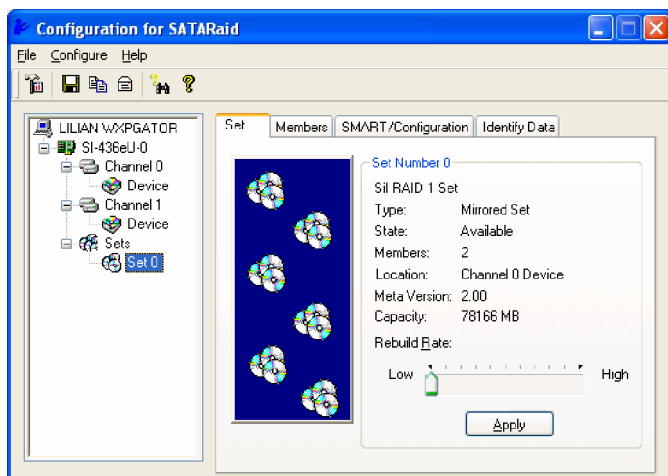 Configuration for SATARaid
File Configure Help
LILIAN WXPGATOR
SI-436eU-0
Channel 0
Device
Channel 1
Device
Sets
Set 0
Set Members SMART/Configuration Identify Data
Set Number 0
Sil RAID 1 Set
Type: Mirrored Set
State: Available
Members: 2
Location: Channel 0 Device
Meta Version: 2.00
Capacity: 78166 MB
Rebuild Rate:
Low High
Apply